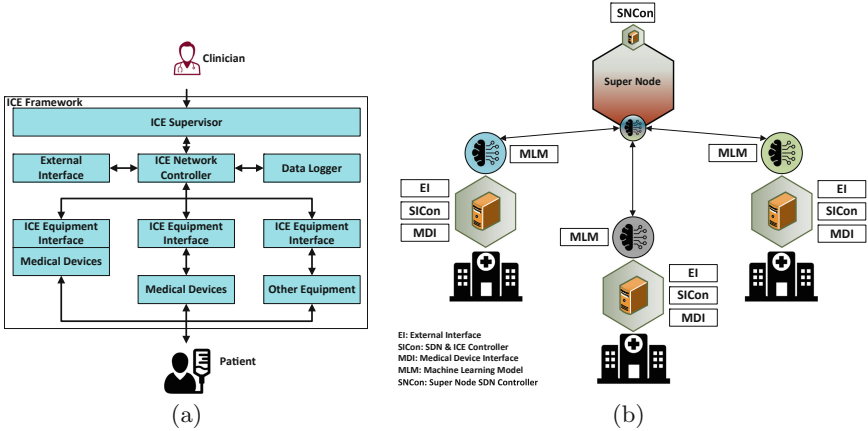 Clinician
ICE Framework
ICE Supervisor
External
Interface
ICE Network
Controller
Data Logger
ICE Equipment
Interface
Medical Devices
ICE Equipment
Interface
ICE Equipment
Interface
Medical Devices
Other Equipment
Patient
(a)
SNCon
Super Node
MLM
EI
SICon
MDI
MLM
EI
SICon
MDI
MLM
EI
SICon
MDI
EI: External Interface
SICon: SDN & ICE Controller
MDI: Medical Device Interface
MLM: Machine Learning Model
SNCon: Super Node SDN Controller
(b)